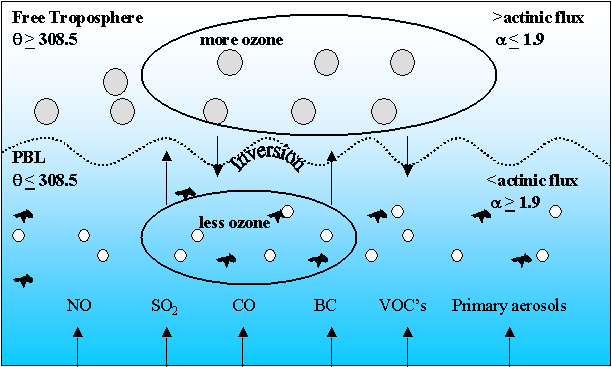 Free Troposphere
θ ≥ 308.5
more ozone
>actinic flux
α ≤ 1.9
Inversion
PBL
θ ≤ 308.5
less ozone
<actinic flux
α ≥ 1.9
NO SO₂ CO BC VOC's Primary aerosols